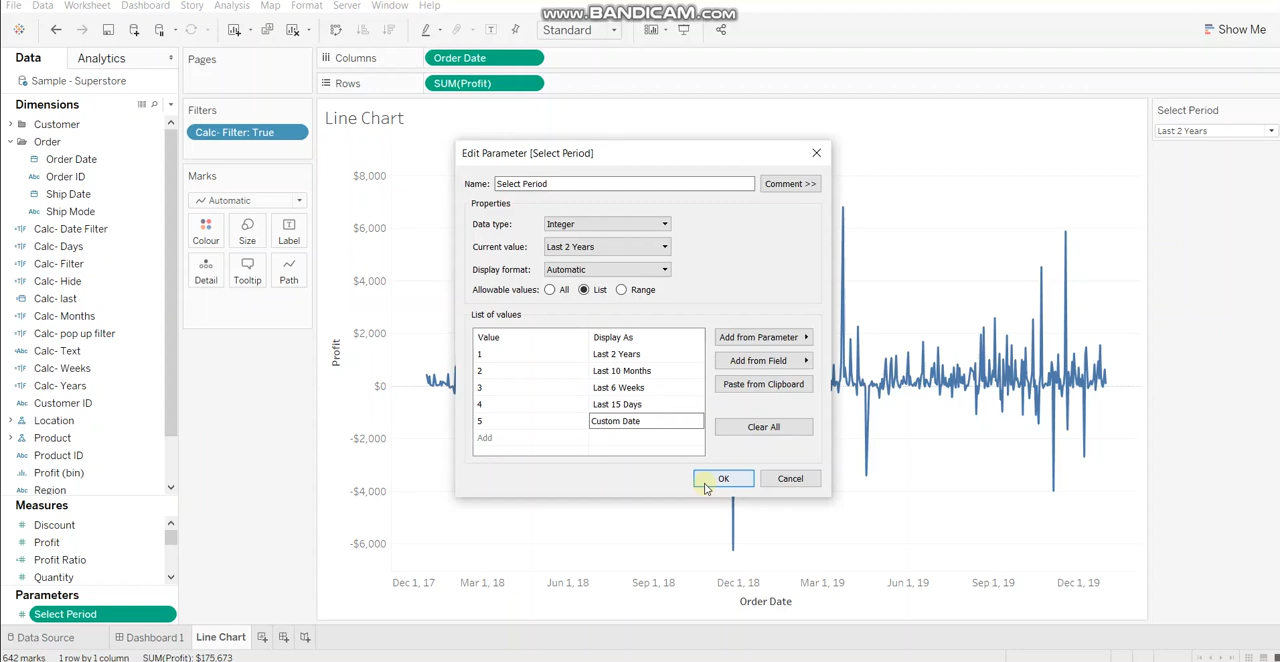 File Data Worksheet Dashboard Story Analysis Map Format Server Window Help
www.BANDICAM.com
Standard
Show Me
Data Analytics
Sample - Superstore
Dimensions
Customer
Order
Order Date
Abc Order ID
Ship Date
Abc Ship Mode
T|F Calc- Date Filter
T|F Calc- Days
T|F Calc- Filter
T|F Calc- Hide
Calc- last
T|F Calc- Months
T|F Calc- pop up filter
Abc Calc- Text
T|F Calc- Weeks
T|F Calc- Years
Abc Customer ID
Location
Product
Abc Product ID
Profit (bin)
Abc Region
Measures
# Discount
# Profit
# Profit Ratio
# Quantity
Parameters
# Select Period
Pages
Filters
Calc- Filter: True
Marks
Automatic
Colour Size Label
Detail Tooltip Path
Columns Order Date
Rows SUM(Profit)
Line Chart
$8,000
$6,000
$4,000
$2,000
$0
-$2,000
-$4,000
-$6,000
Profit
Dec 1, 17 Mar 1, 18 Jun 1, 18 Sep 1, 18 Dec 1, 18 Mar 1, 19 Jun 1, 19 Sep 1, 19 Dec 1, 19
Order Date
Edit Parameter [Select Period]
Name: Select Period Comment >>
Properties
Data type: Integer
Current value: Last 2 Years
Display format: Automatic
Allowable values: All List Range
List of values
Value Display As
1 Last 2 Years
2 Last 10 Months
3 Last 6 Weeks
4 Last 15 Days
5 Custom Date
Add
Add from Parameter
Add from Field
Paste from Clipboard
Clear All
OK Cancel
Select Period
Last 2 Years
Data Source Dashboard 1 Line Chart
642 marks 1 row by 1 column SUM(Profit): $175,673